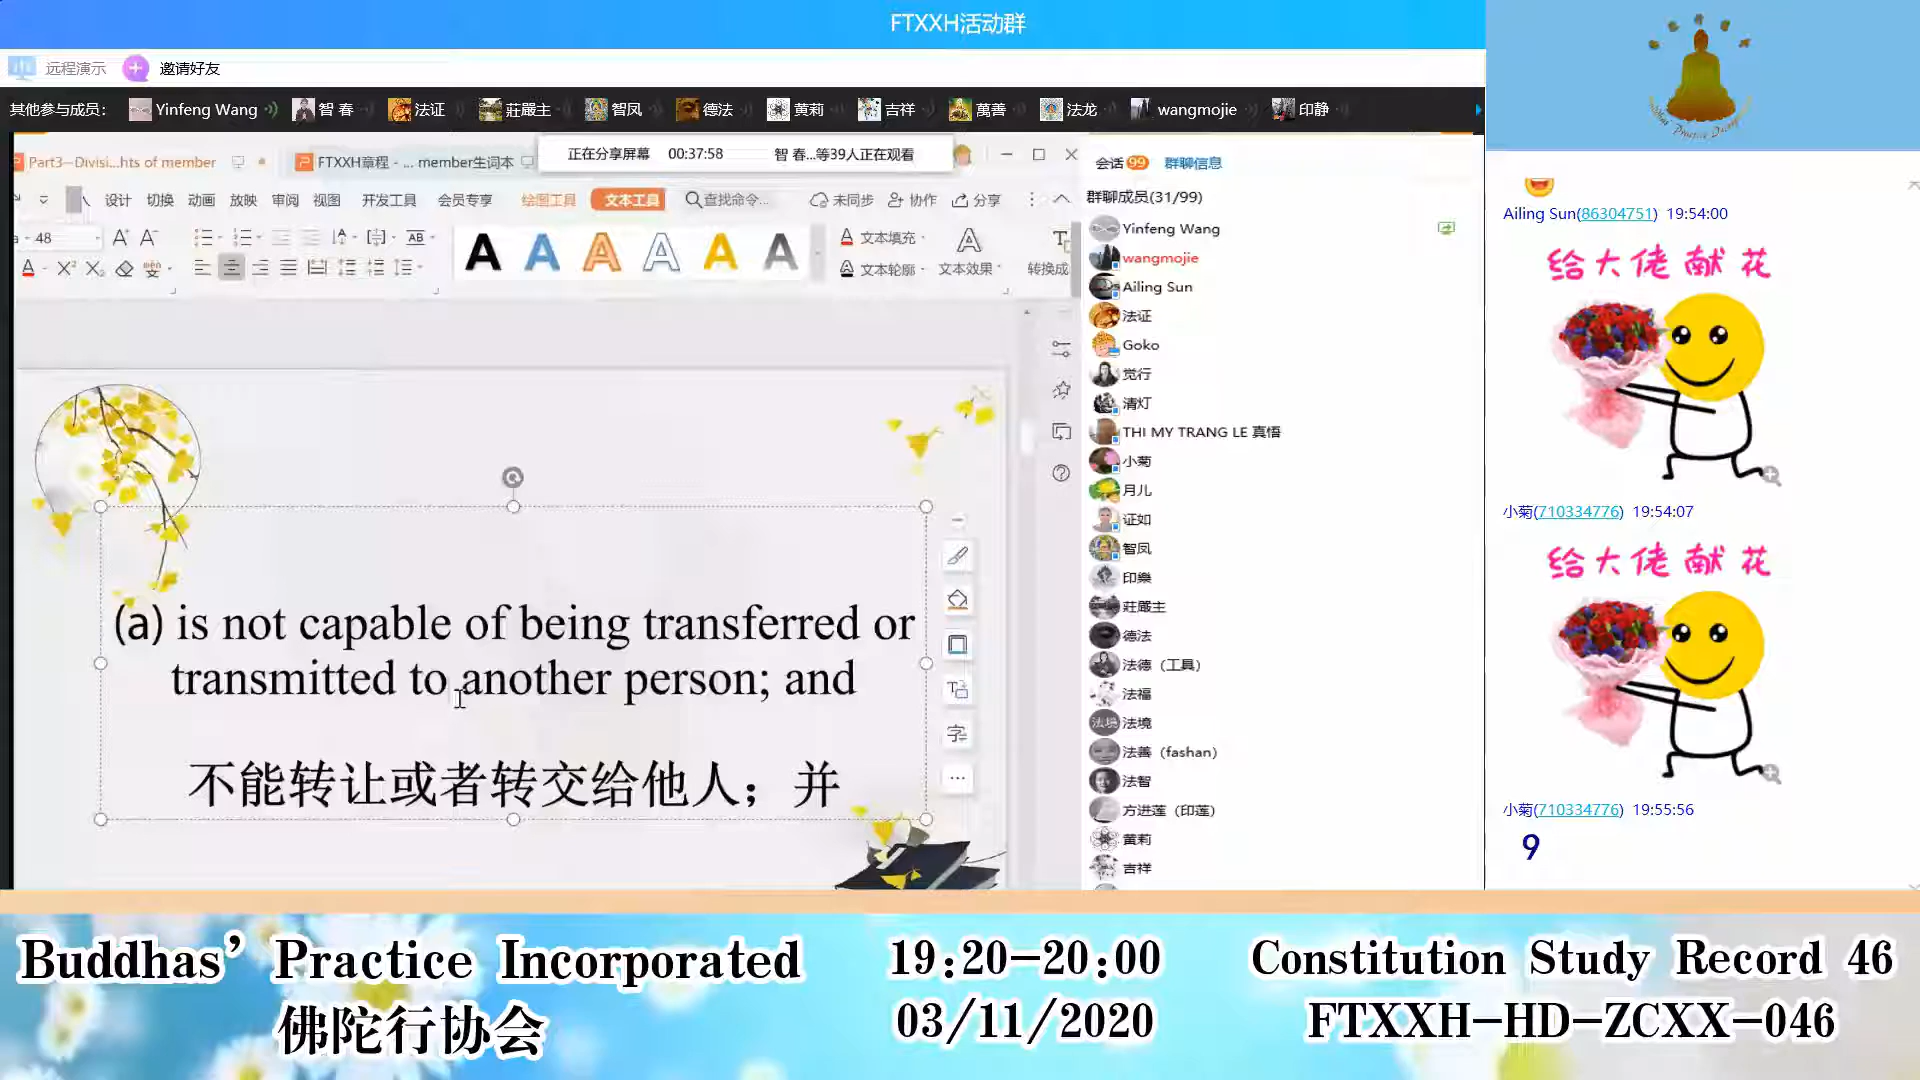 FTXXH活动群
远程演示
邀请好友
其他参与成员：
Yinfeng Wang
智 春
法证
莊嚴主
智凤
德法
黄莉
吉祥
萬善
法龙
wangmojie
印静
Part3--Divisi...hts of member
FTXXH章程 - ... member生词本
正在分享屏幕 00:37:58 智 春...等39人正在观看
设计 切换 动画 放映 审阅 视图 开发工具 会员专享 绘图工具 文本工具 查找命令... 未同步 协作 分享
48
文本填充
文本轮廓
文本效果
转换成
(a) is not capable of being transferred or
transmitted to another person; and
不能转让或者转交给他人；并
会话 99 群聊信息
群聊成员(31/99)
Yinfeng Wang
wangmojie
Ailing Sun
法证
Goko
觉行
清灯
THI MY TRANG LE 真悟
小菊
月儿
证如
智凤
印樂
莊嚴主
德法
法德（工具）
法福
法境
法善（fashan）
法智
方进莲（印莲）
黄莉
吉祥
Ailing Sun(86304751) 19:54:00
给大佬献花
小菊(710334776) 19:54:07
给大佬献花
小菊(710334776) 19:55:56
9
Buddhas' Practice Incorporated
佛陀行协会
19:20-20:00
03/11/2020
Constitution Study Record 46
FTXXH-HD-ZCXX-046